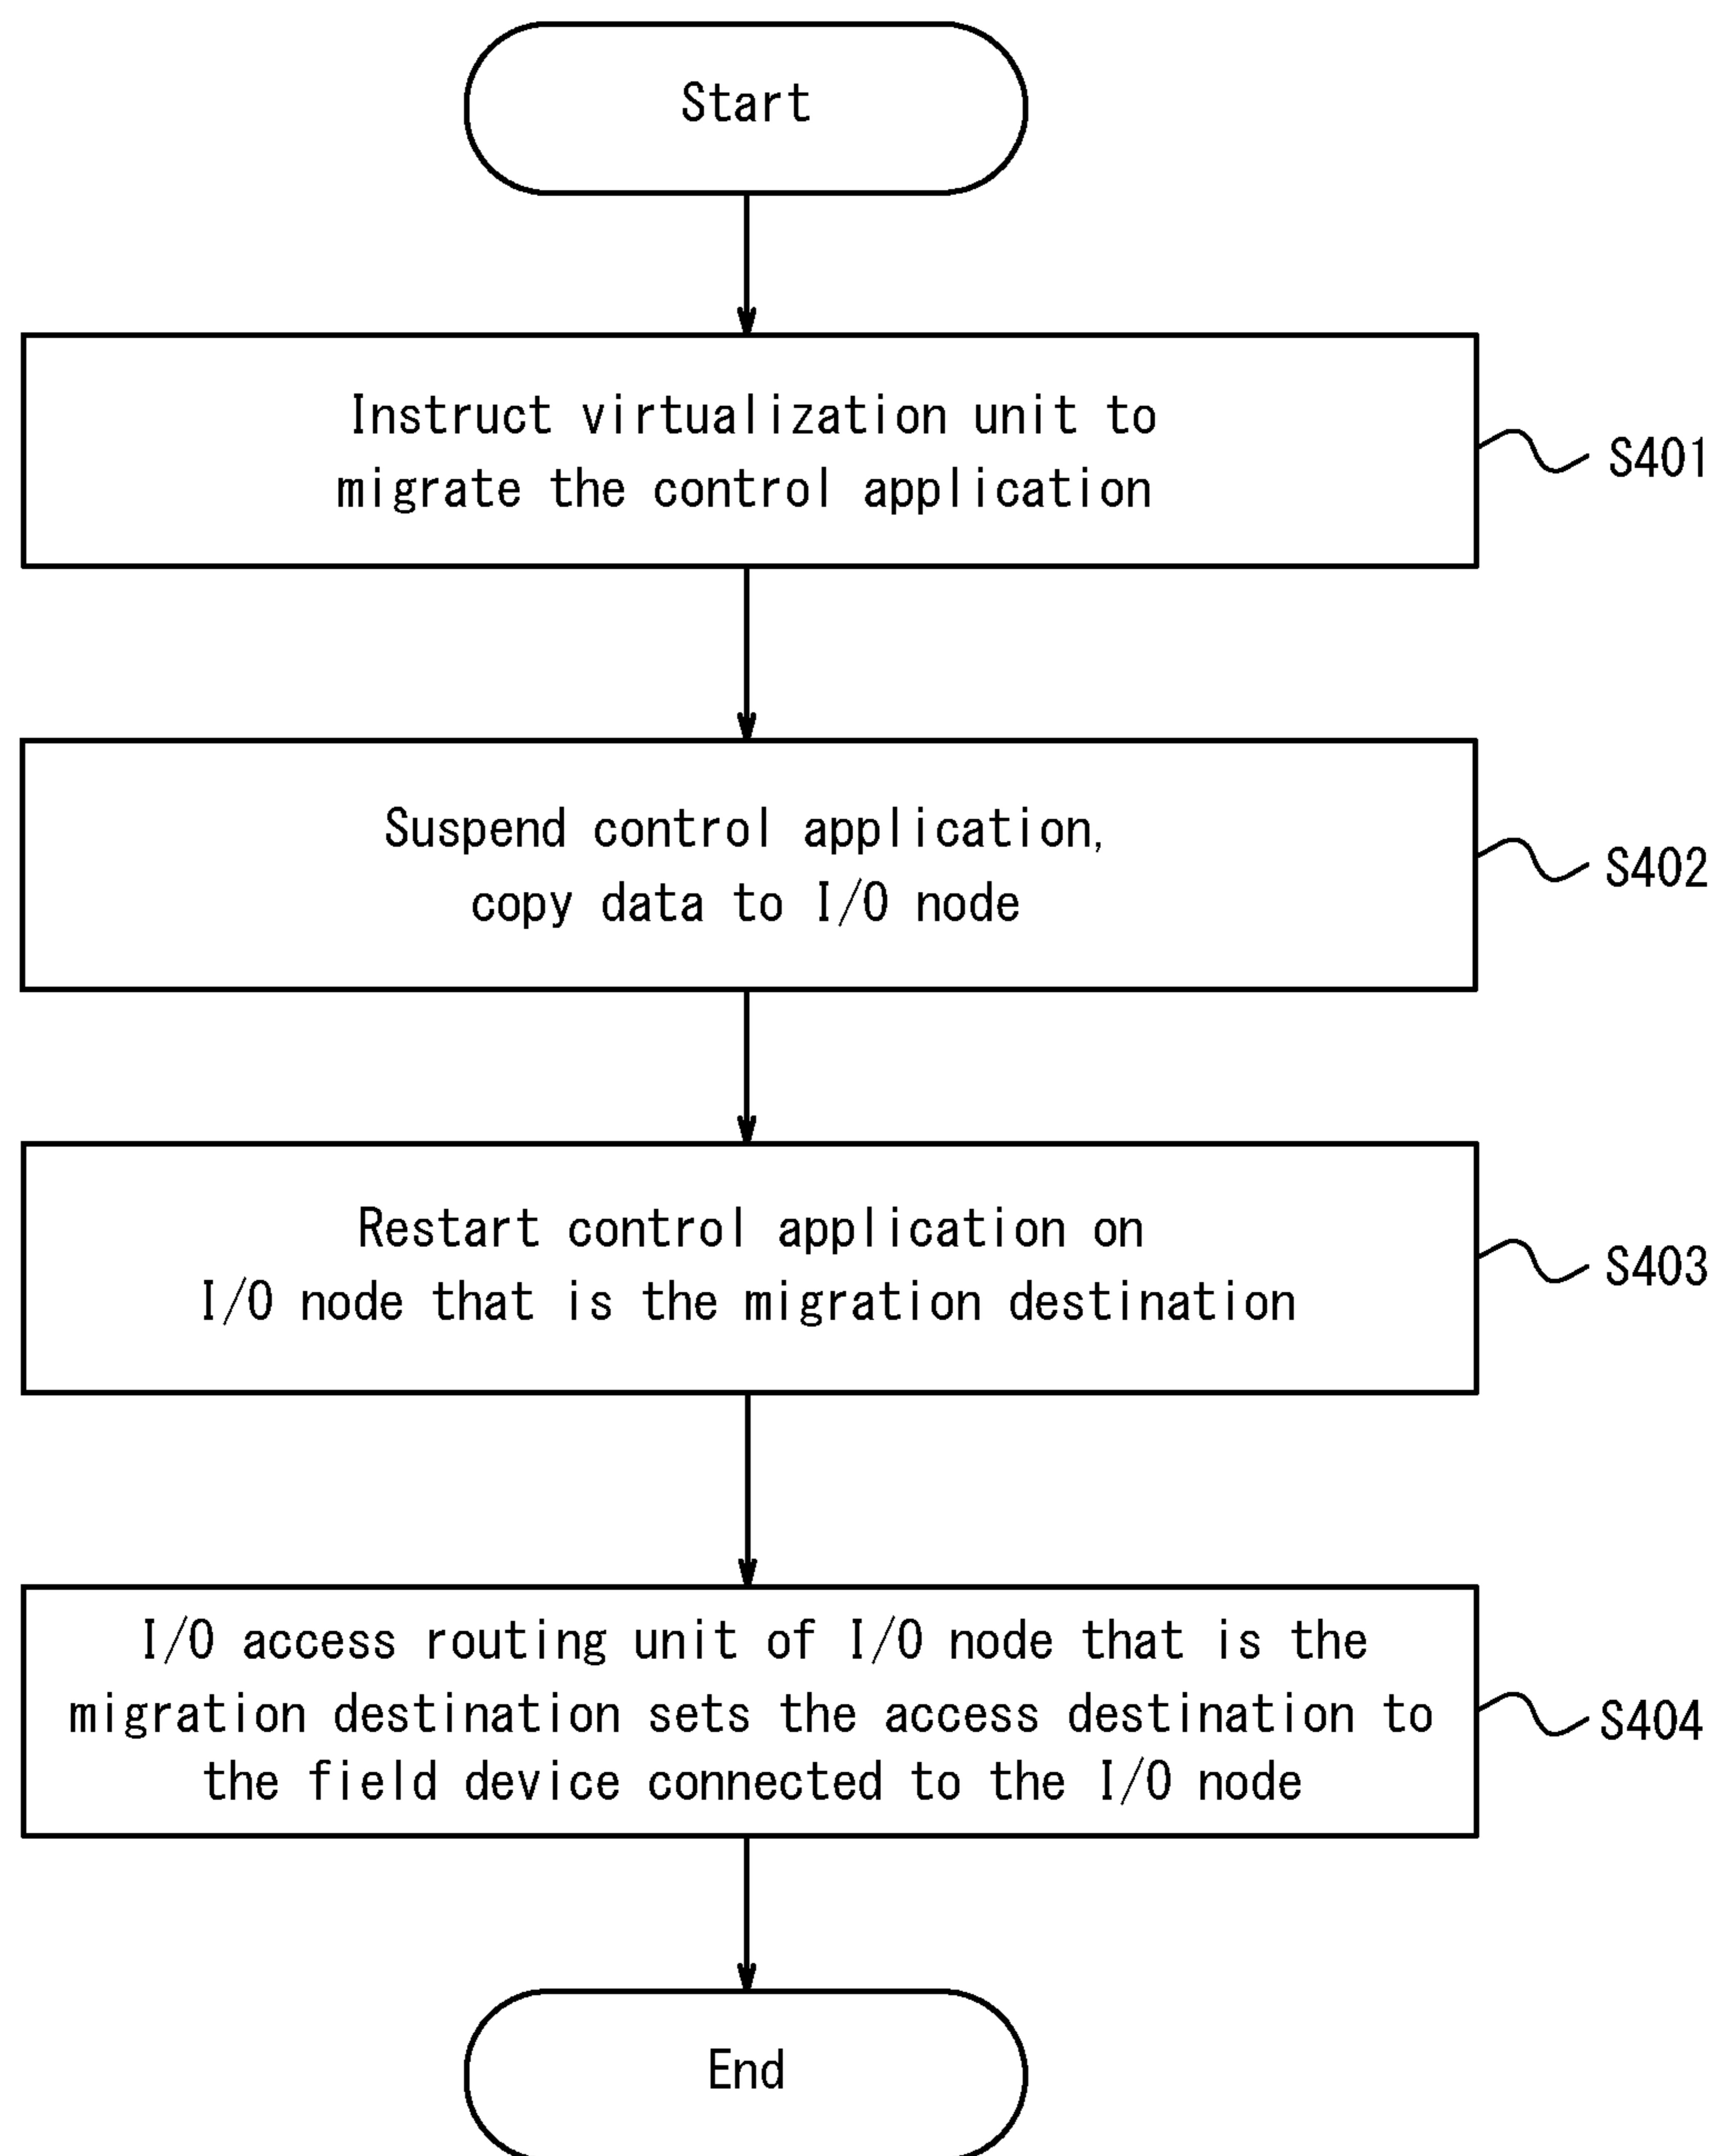 Start
Instruct virtualization unit to
migrate the control application
S401
Suspend control application,
copy data to I/O node
S402
Restart control application on
I/O node that is the migration destination
S403
I/O access routing unit of I/O node that is the
migration destination sets the access destination to
the field device connected to the I/O node
S404
End